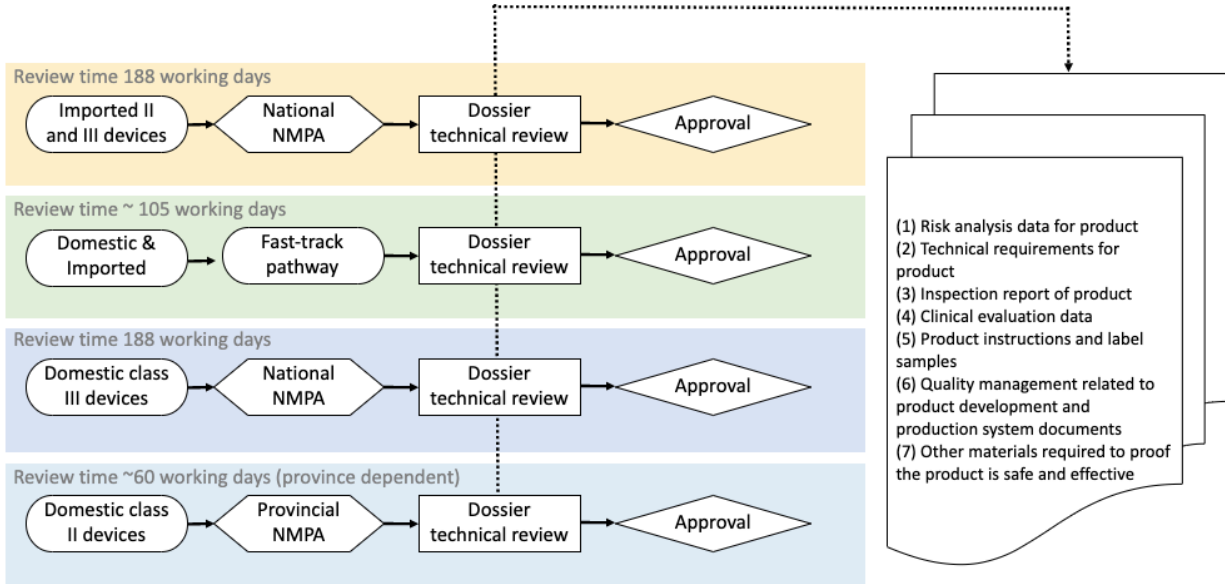 Review time 188 working days
Imported II
and III devices
National
NMPA
Dossier
technical review
Approval
Review time ~ 105 working days
Domestic &
Imported
Fast-track
pathway
Dossier
technical review
Approval
Review time 188 working days
Domestic class
III devices
National
NMPA
Dossier
technical review
Approval
Review time ~60 working days (province dependent)
Domestic class
II devices
Provincial
NMPA
Dossier
technical review
Approval
(1) Risk analysis data for product
(2) Technical requirements for
product
(3) Inspection report of product
(4) Clinical evaluation data
(5) Product instructions and label
samples
(6) Quality management related to
product development and
production system documents
(7) Other materials required to proof
the product is safe and effective